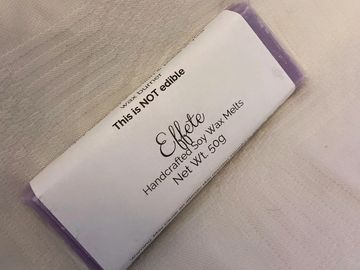 wax burner
This is NOT edible
Effete
Handcrafted Soy Wax Melts
Net Wt. 50g